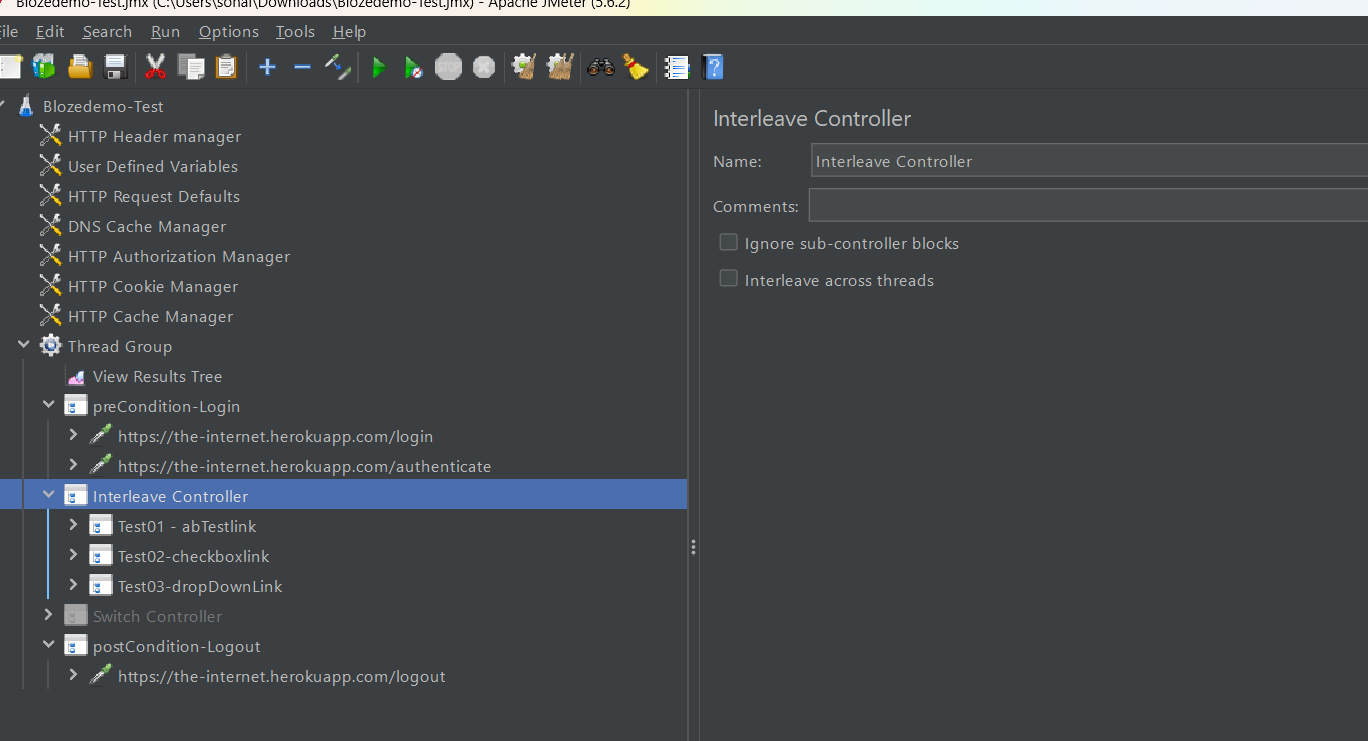 Blozedemo-Test.jmx (C:\Users\sonal\Downloads\Blozedemo-Test.jmx) - Apache JMeter (5.6.2)
ile Edit Search Run Options Tools Help
STOP
?
Blozedemo-Test
HTTP Header manager
User Defined Variables
HTTP Request Defaults
DNS Cache Manager
HTTP Authorization Manager
HTTP Cookie Manager
HTTP Cache Manager
Thread Group
View Results Tree
preCondition-Login
https://the-internet.herokuapp.com/login
https://the-internet.herokuapp.com/authenticate
Interleave Controller
Test01 - abTestlink
Test02-checkboxlink
Test03-dropDownLink
Switch Controller
postCondition-Logout
https://the-internet.herokuapp.com/logout
Interleave Controller
Name: Interleave Controller
Comments:
Ignore sub-controller blocks
Interleave across threads